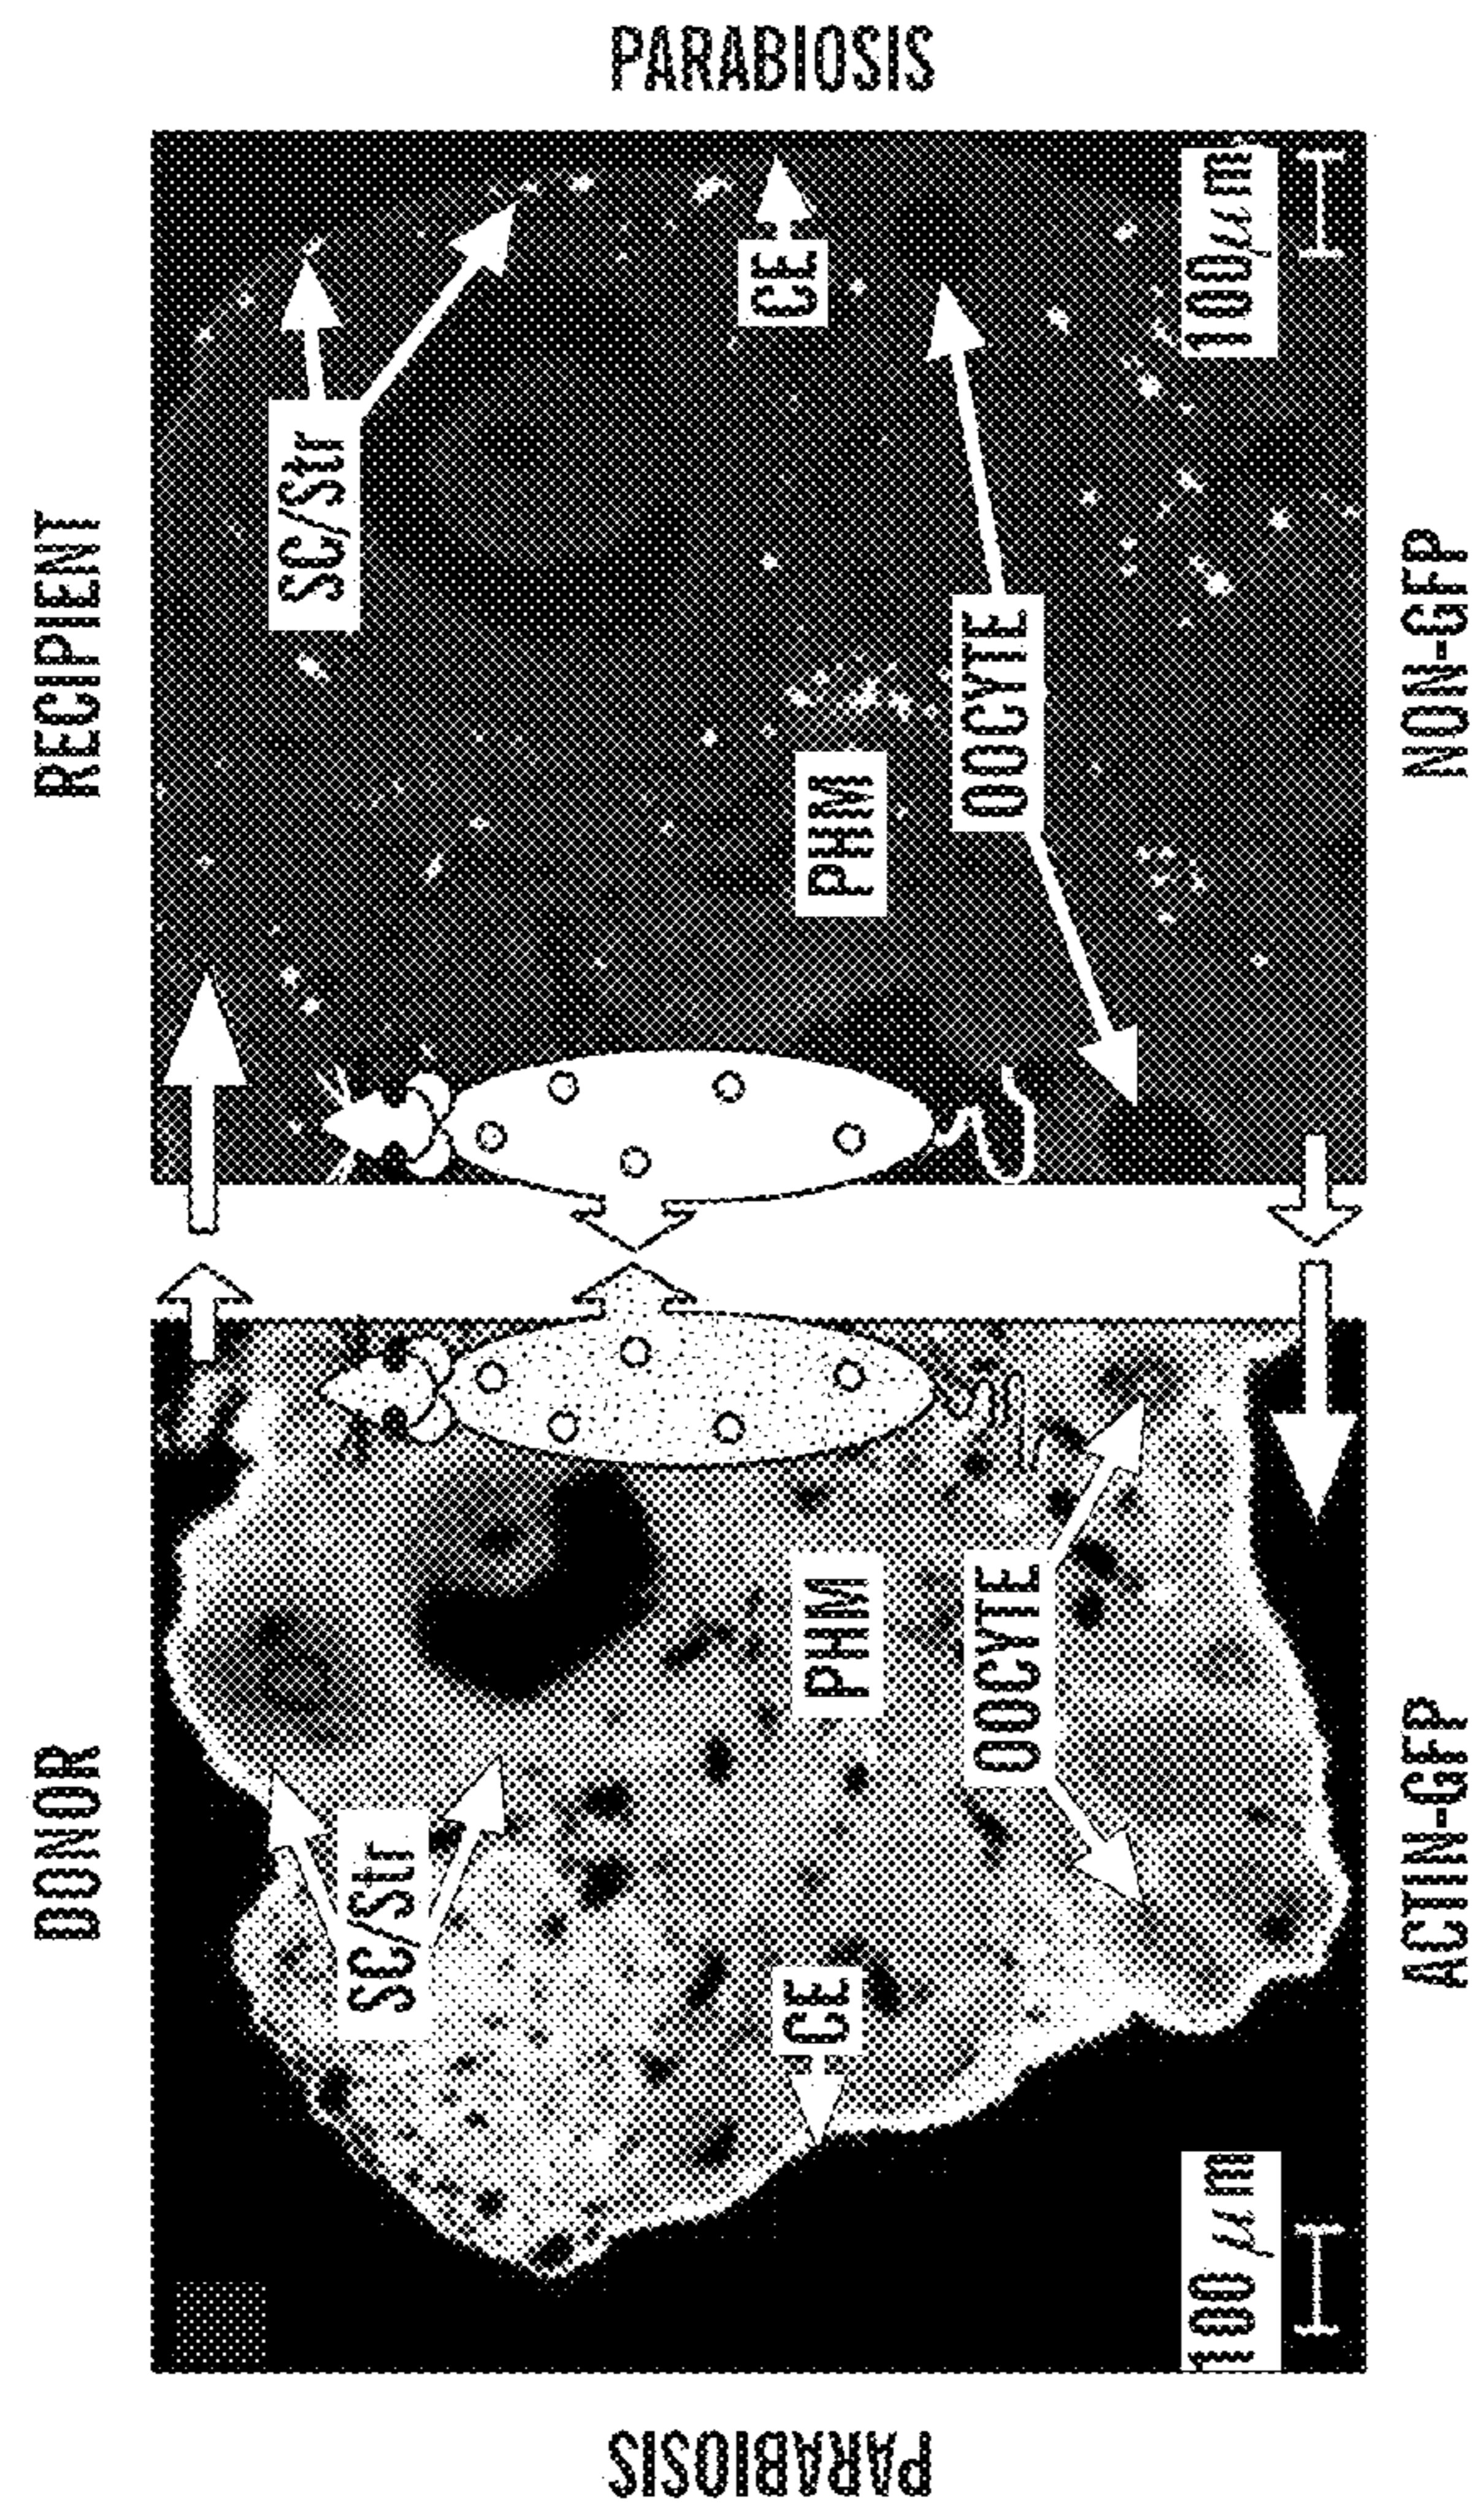 PARABIOSIS
DONOR
RECIPIENT
SC/Str
SC/Str
CE
CE
PHM
PHM
OOCYTE
OOCYTE
100 μm
100μm
ACTIN-GFP
NON-GFP
PARABIOSIS